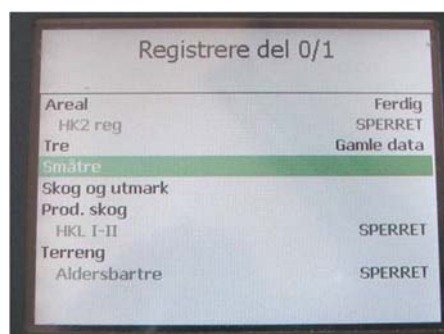 Registrere del 0/1
Areal Ferdig
HK2 reg SPERRET
Tre Gamle data
Småtre
Skog og utmark
Prod. skog
HKL I-II SPERRET
Terreng
Aldersbartre SPERRET